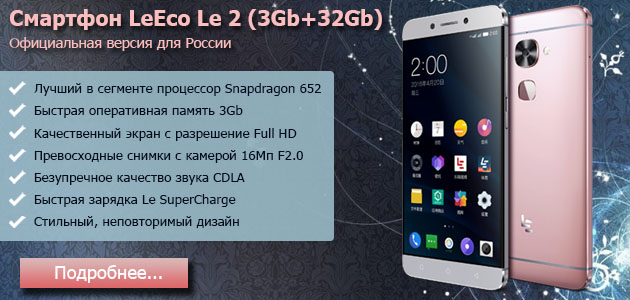 Смартфон LeEco Le 2 (3Gb+32Gb)
Официальная версия для России
Лучший в сегменте процессор Snapdragon 652
Быстрая оперативная память 3Gb
Качественный экран с разрешение Full HD
Превосходные снимки с камерой 16Мп F2.0
Безупречное качество звука CDLA
Быстрая зарядка Le SuperCharge
Стильный, неповторимый дизайн
Подробнее...
2:00